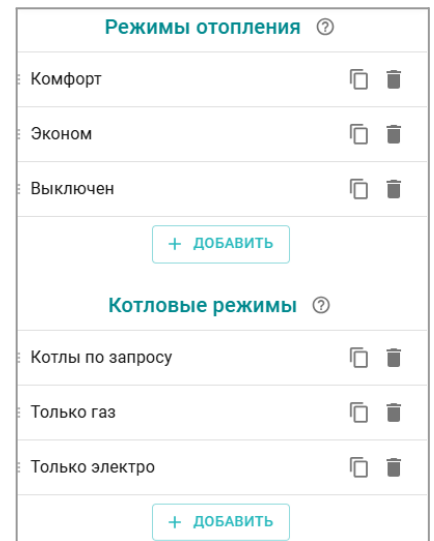 Режимы отопления ?
Комфорт
Эконом
Выключен
+ ДОБАВИТЬ
Котловые режимы ?
Котлы по запросу
Только газ
Только электро
+ ДОБАВИТЬ